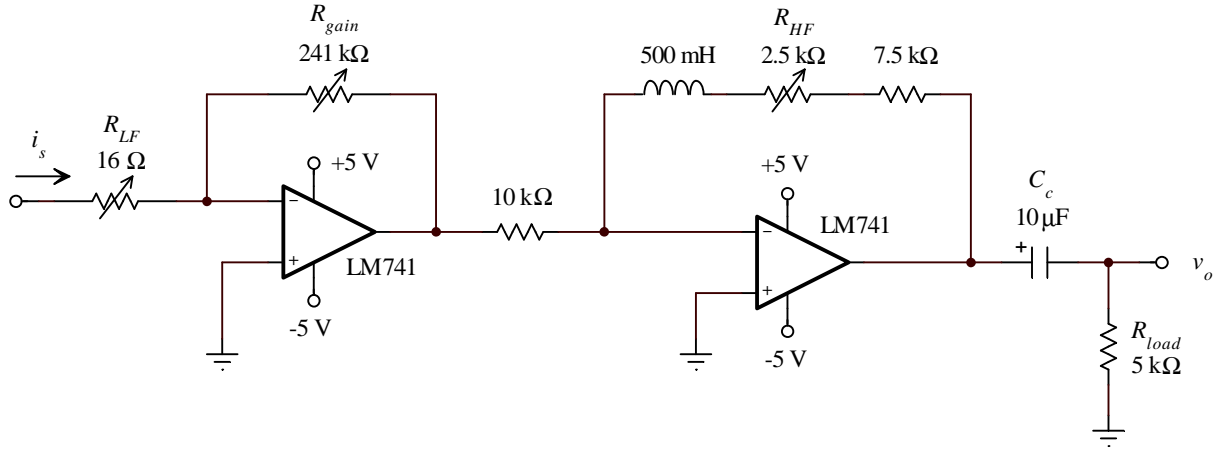 R_gain
241 kΩ
R_LF
16 Ω
i_s
+5 V
−
+
LM741
-5 V
10 kΩ
500 mH
R_HF
2.5 kΩ
7.5 kΩ
+5 V
−
+
LM741
-5 V
C_c
10 µF
+
v_o
R_load
5 kΩ